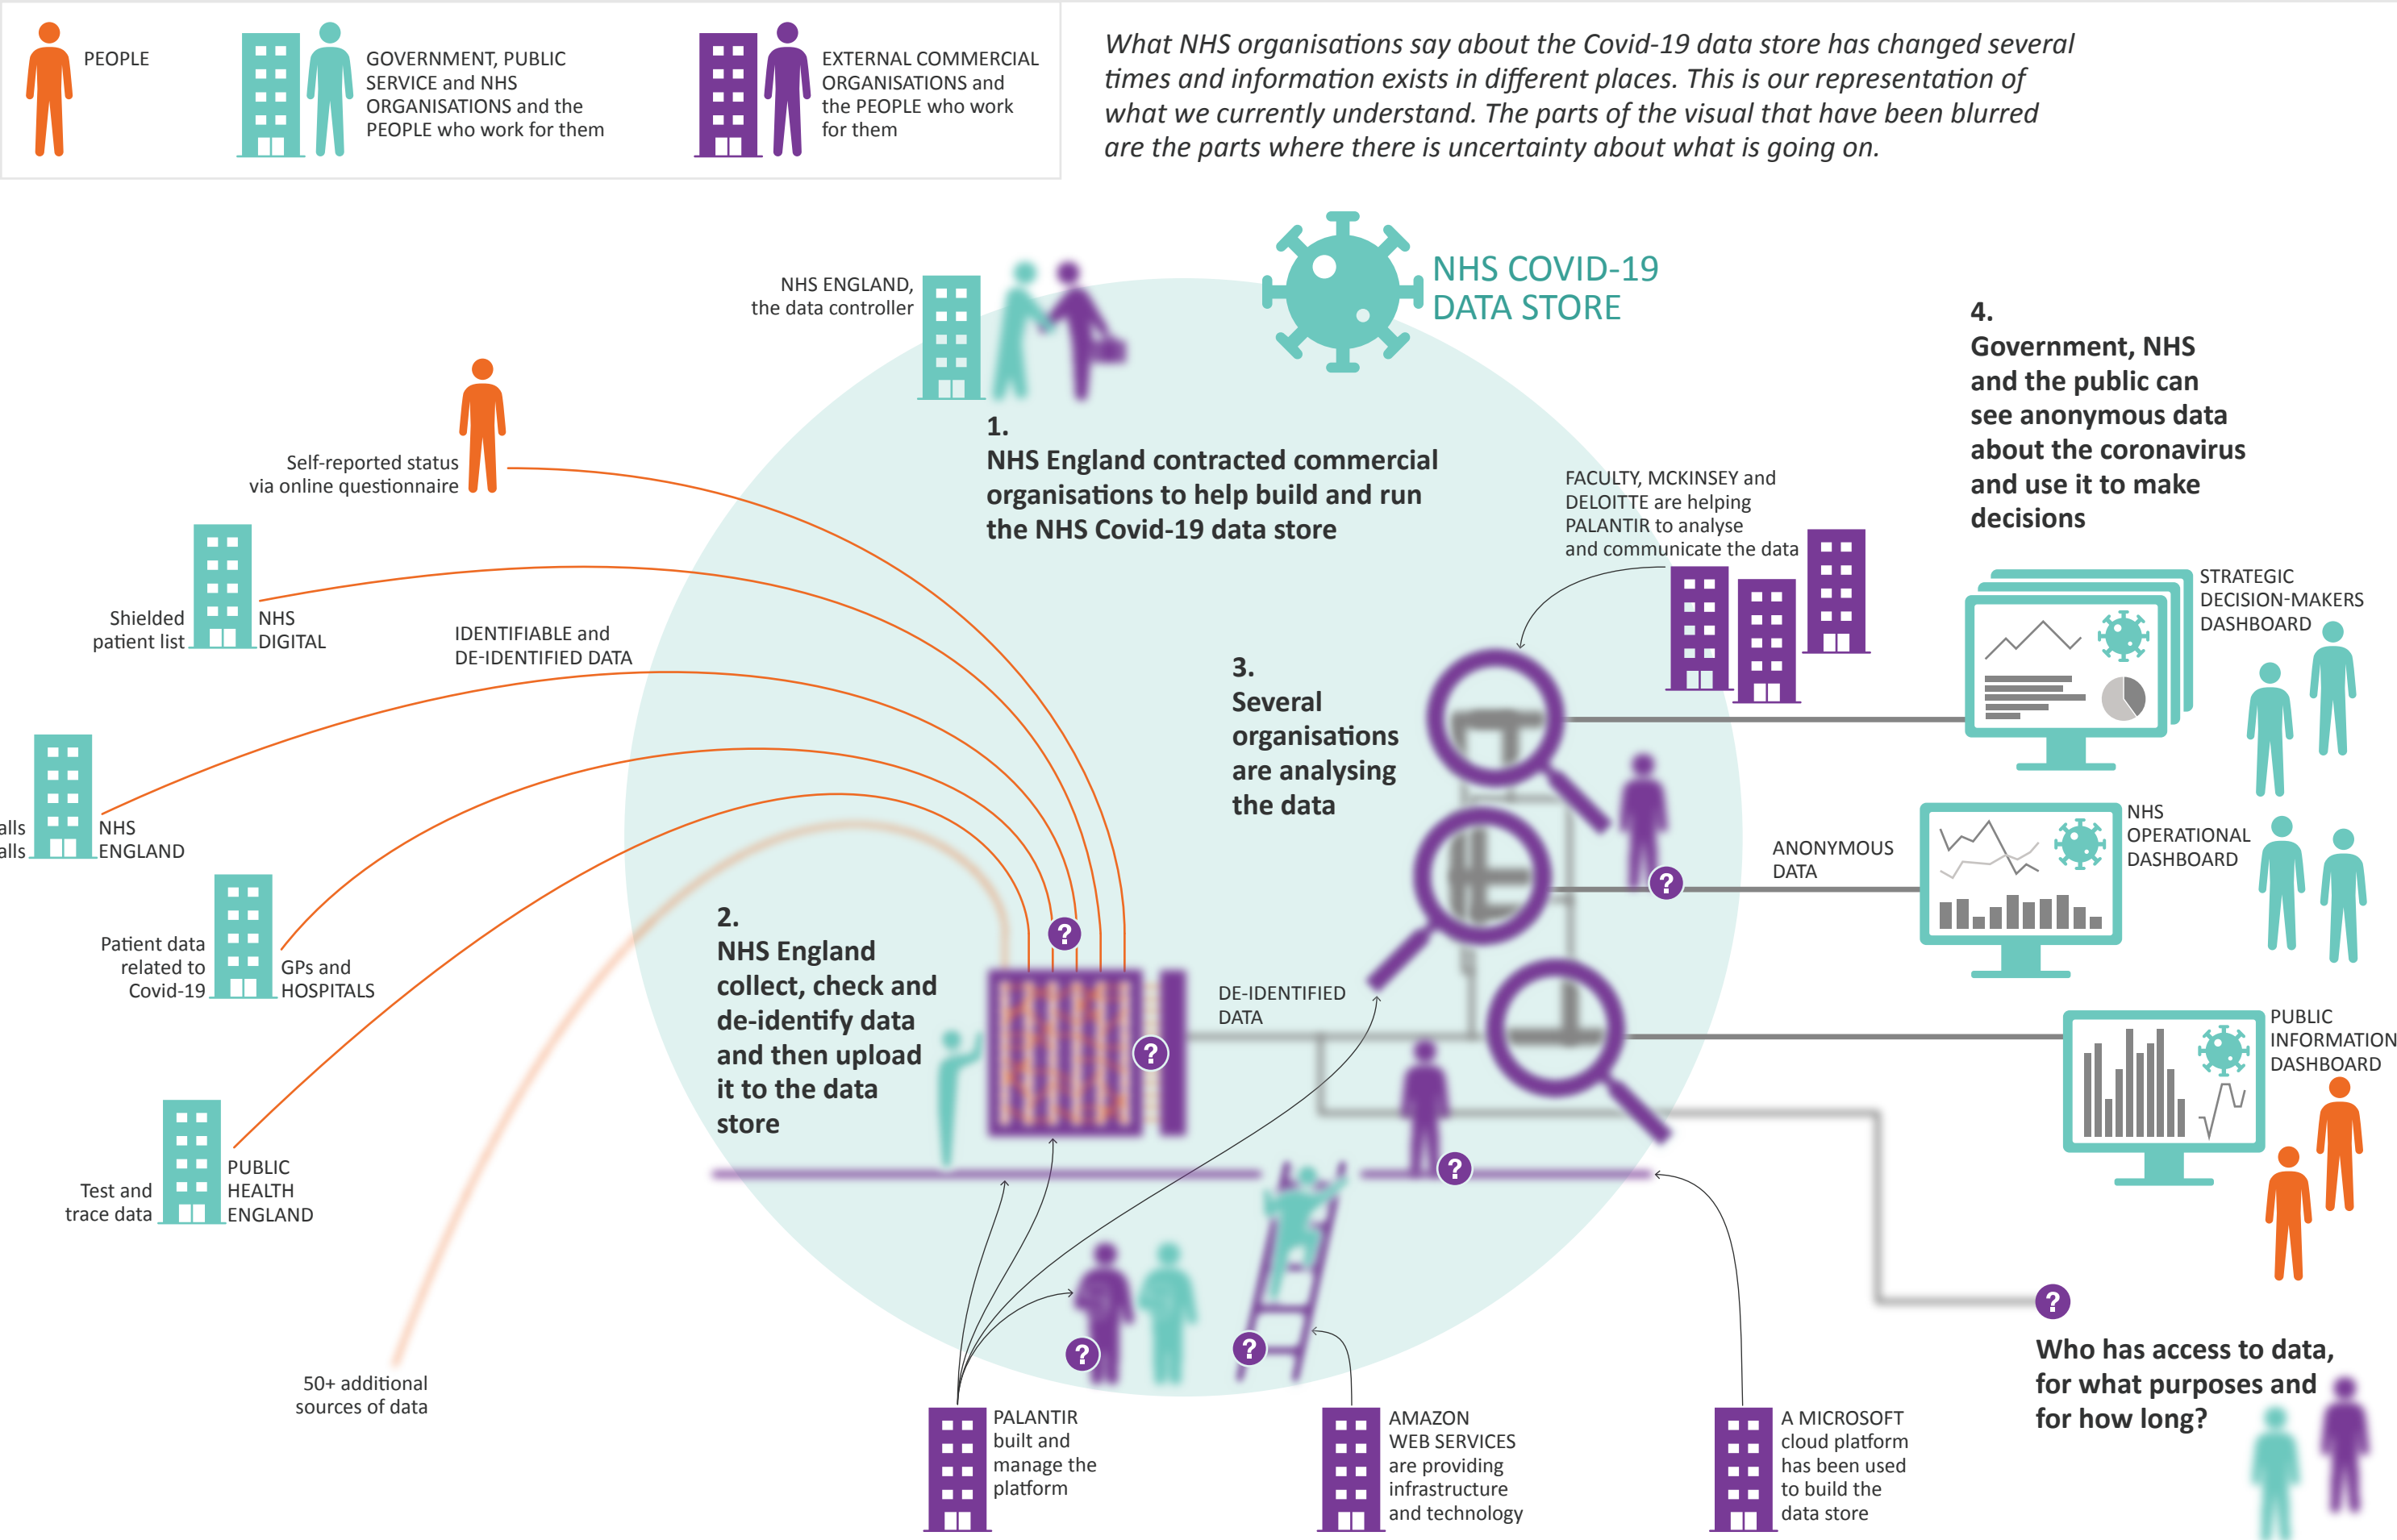 PEOPLE
GOVERNMENT, PUBLIC
SERVICE and NHS
ORGANISATIONS and the
PEOPLE who work for them
EXTERNAL COMMERCIAL
ORGANISATIONS and
the PEOPLE who work
for them
What NHS organisations say about the Covid-19 data store has changed several
times and information exists in different places. This is our representation of
what we currently understand. The parts of the visual that have been blurred
are the parts where there is uncertainty about what is going on.
NHS COVID-19
DATA STORE
NHS ENGLAND,
the data controller
1.
NHS England contracted commercial
organisations to help build and run
the NHS Covid-19 data store
Self-reported status
via online questionnaire
Shielded
patient list
NHS
DIGITAL
IDENTIFIABLE and
DE-IDENTIFIED DATA
alls
alls
NHS
ENGLAND
Patient data
related to
Covid-19
GPs and
HOSPITALS
Test and
trace data
PUBLIC
HEALTH
ENGLAND
50+ additional
sources of data
2.
NHS England
collect, check and
de-identify data
and then upload
it to the data
store
?
?
DE-IDENTIFIED
DATA
3.
Several
organisations
are analysing
the data
FACULTY, MCKINSEY and
DELOITTE are helping
PALANTIR to analyse
and communicate the data
?
?
?
?
PALANTIR
built and
manage the
platform
AMAZON
WEB SERVICES
are providing
infrastructure
and technology
A MICROSOFT
cloud platform
has been used
to build the
data store
4.
Government, NHS
and the public can
see anonymous data
about the coronavirus
and use it to make
decisions
STRATEGIC
DECISION-MAKERS
DASHBOARD
ANONYMOUS
DATA
NHS
OPERATIONAL
DASHBOARD
PUBLIC
INFORMATION
DASHBOARD
?
Who has access to data,
for what purposes and
for how long?